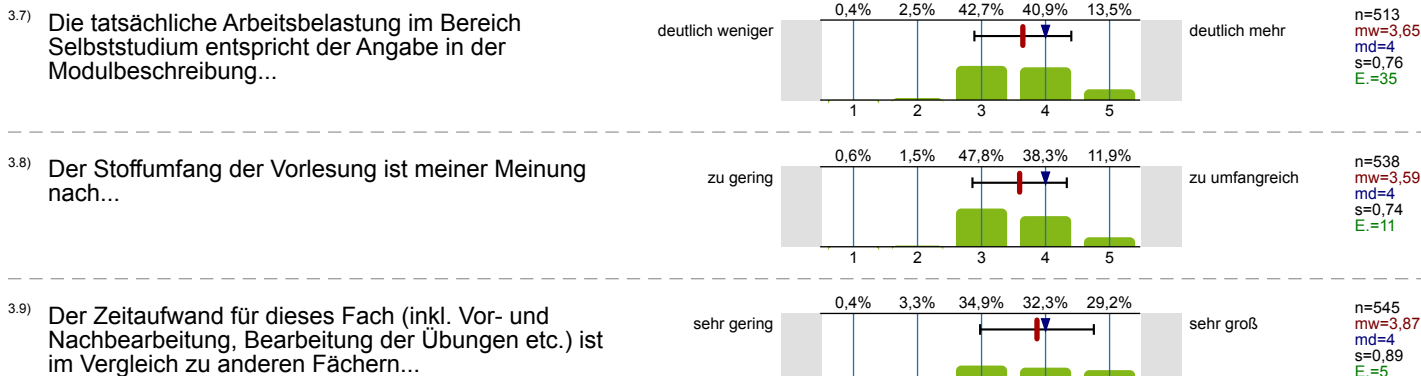 3.7) Die tatsächliche Arbeitsbelastung im Bereich
Selbststudium entspricht der Angabe in der
Modulbeschreibung...
deutlich weniger
0,4% 2,5% 42,7% 40,9% 13,5%
1 2 3 4 5
deutlich mehr
n=513
mw=3,65
md=4
s=0,76
E.=35
3.8) Der Stoffumfang der Vorlesung ist meiner Meinung
nach...
zu gering
0,6% 1,5% 47,8% 38,3% 11,9%
1 2 3 4 5
zu umfangreich
n=538
mw=3,59
md=4
s=0,74
E.=11
3.9) Der Zeitaufwand für dieses Fach (inkl. Vor- und
Nachbearbeitung, Bearbeitung der Übungen etc.) ist
im Vergleich zu anderen Fächern...
sehr gering
0,4% 3,3% 34,9% 32,3% 29,2%
sehr groß
n=545
mw=3,87
md=4
s=0,89
E.=5